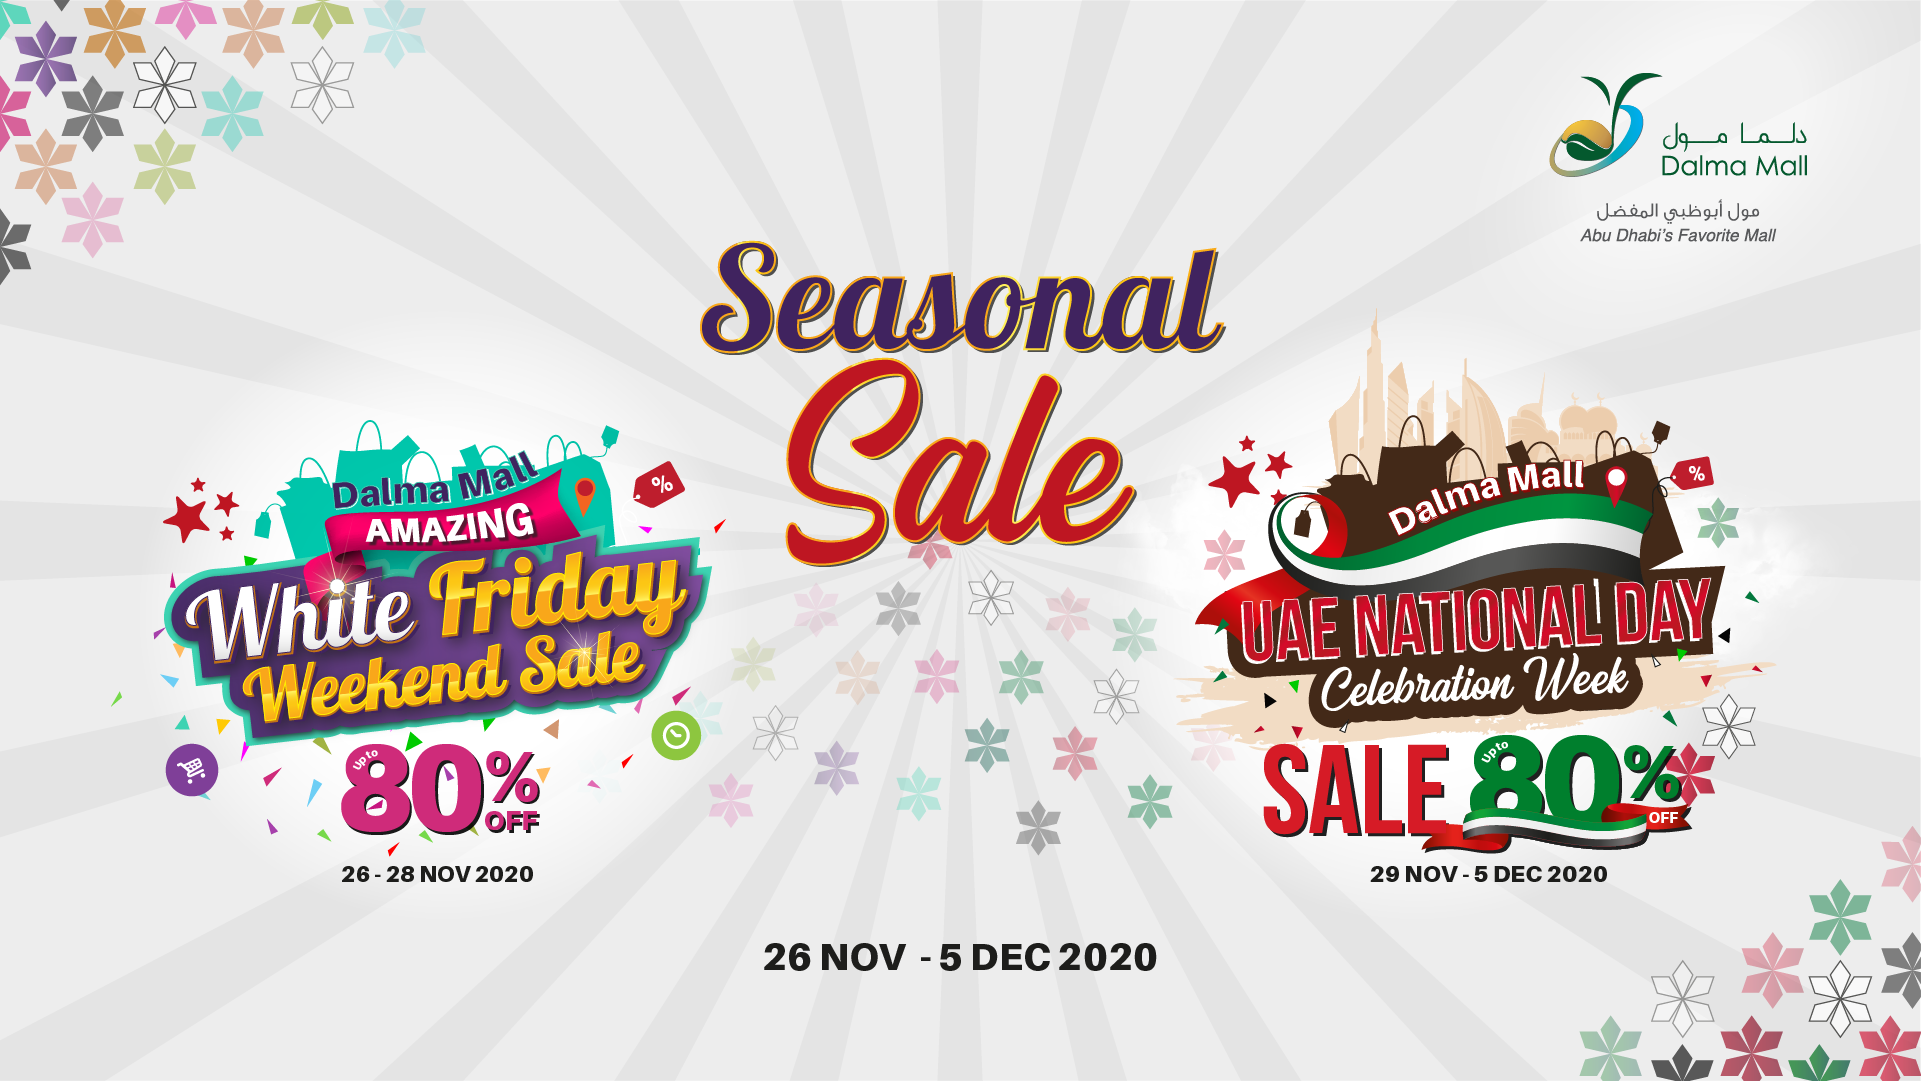 دلـمـا مــول
Dalma Mall
مول أبوظبي المفضل
Abu Dhabi's Favorite Mall
Seasonal
Sale
Dalma Mall
AMAZING
%
White Friday
Weekend Sale
Up to
80%
OFF
26 - 28 NOV 2020
Dalma Mall
%
UAE NATIONAL DAY
Celebration Week
SALE Up to 80%
OFF
29 NOV - 5 DEC 2020
26 NOV - 5 DEC 2020